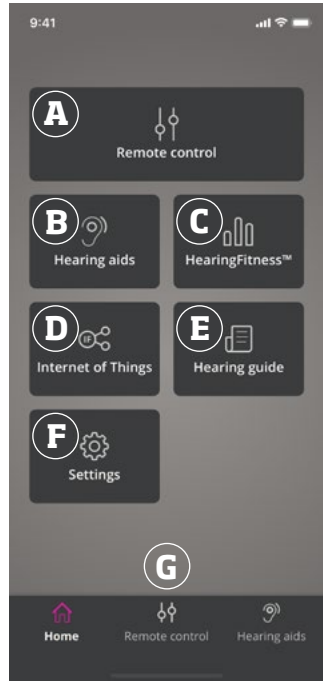 9:41
A
Remote control
B
C
Hearing aids
HearingFitness™
D
IF
E
Internet of Things
Hearing guide
F
Settings
G
Home
Remote control
Hearing aids